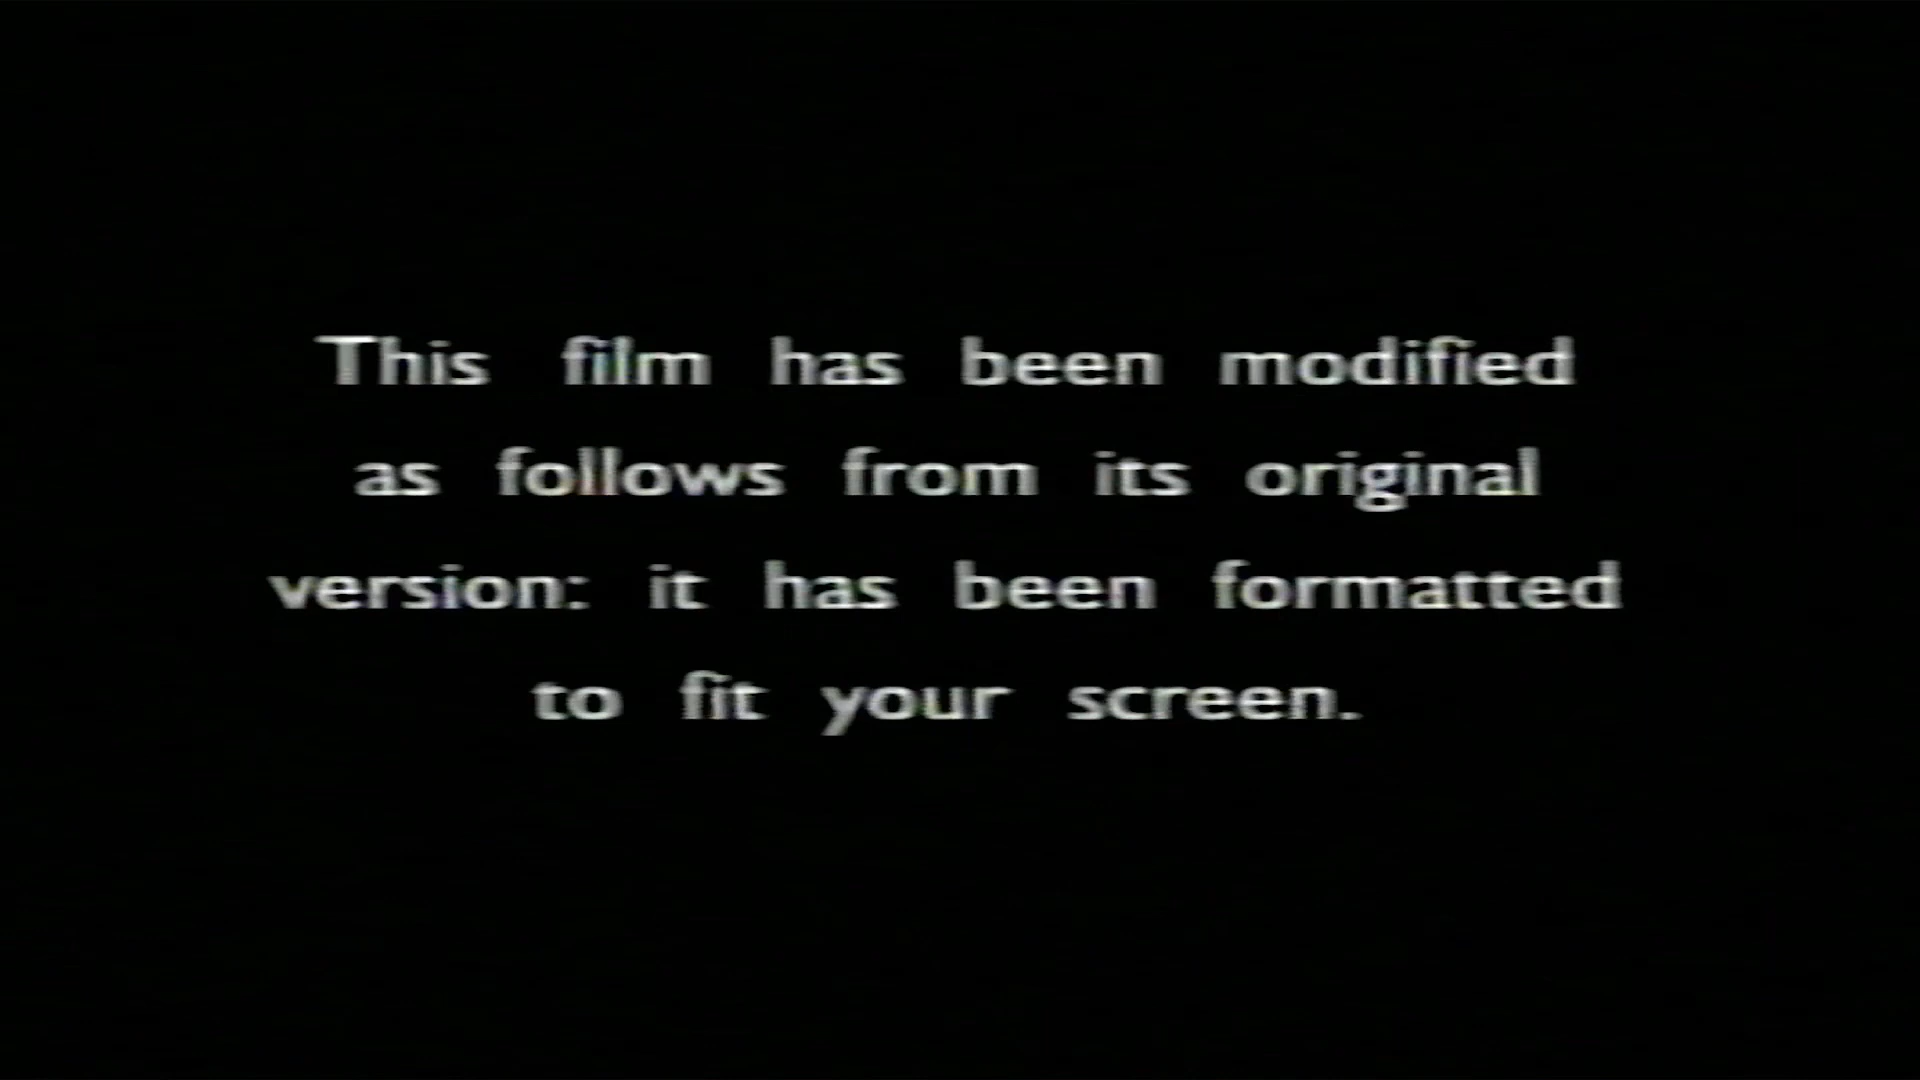 This film has been modified
as follows from its original
version: it has been formatted
to fit your screen.